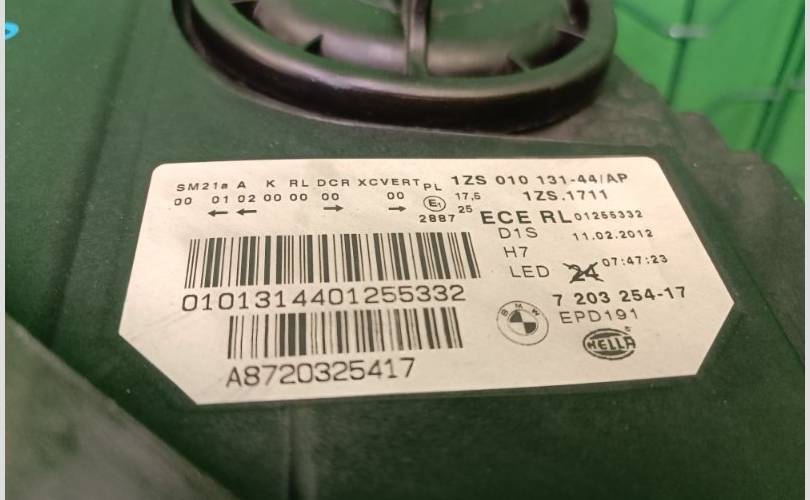 SM21a A K RL DCR XCVERT PL 1ZS 010 131-44/AP
00 01 02 00 00 00 00 E1 17,5 1ZS.1711
2887 25 ECE RL 01255332
D1S 11.02.2012
H7
LED 24 07:47:23
0101314401255332
BMW 7 203 254-17
EPD191
HELLA
A8720325417